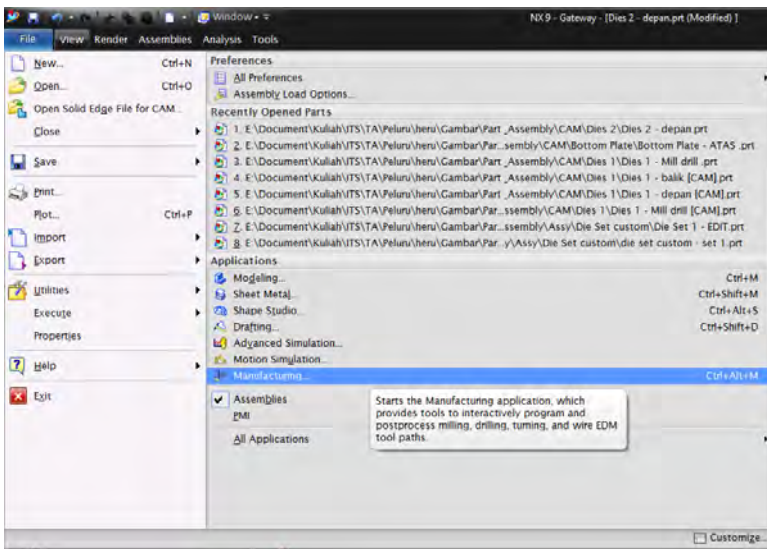 Window
NX 9 - Gateway - [Dies 2 - depan.prt (Modified) ]
File View Render Assemblies Analysis Tools
New... Ctrl+N
Open... Ctrl+O
Open Solid Edge File for CAM...
Close
Save
Print...
Plot... Ctrl+P
Import
Export
Utilities
Execute
Properties
Help
Exit
Preferences
All Preferences
Assembly Load Options...
Recently Opened Parts
1. E:\Document\Kuliah\ITS\TA\Peluru\heru\Gambar\Part _Assembly\CAM\Dies 2\Dies 2 - depan.prt
2. E:\Document\Kuliah\ITS\TA\Peluru\heru\Gambar\Par...sembly\CAM\Bottom Plate\Bottom Plate - ATAS .prt
3. E:\Document\Kuliah\ITS\TA\Peluru\heru\Gambar\Part _Assembly\CAM\Dies 1\Dies 1 - Mill drill .prt
4. E:\Document\Kuliah\ITS\TA\Peluru\heru\Gambar\Part _Assembly\CAM\Dies 1\Dies 1 - balik [CAM].prt
5. E:\Document\Kuliah\ITS\TA\Peluru\heru\Gambar\Part _Assembly\CAM\Dies 1\Dies 1 - depan [CAM].prt
6. E:\Document\Kuliah\ITS\TA\Peluru\heru\Gambar\Par...ssembly\CAM\Dies 1\Dies 1 - Mill drill [CAM].prt
7. E:\Document\Kuliah\ITS\TA\Peluru\heru\Gambar\Par...ssembly\Assy\Die Set custom\Die Set 1 - EDIT.prt
8. E:\Document\Kuliah\ITS\TA\Peluru\heru\Gambar\Par...y\Assy\Die Set custom\die set custom - set 1.prt
Applications
Modeling... Ctrl+M
Sheet Metal... Ctrl+Shift+M
Shape Studio... Ctrl+Alt+S
Drafting... Ctrl+Shift+D
Advanced Simulation...
Motion Simulation...
Manufacturing... Ctrl+Alt+M
Assemblies
PMI
All Applications
Starts the Manufacturing application, which
provides tools to interactively program and
postprocess milling, drilling, turning, and wire EDM
tool paths.
Customize...